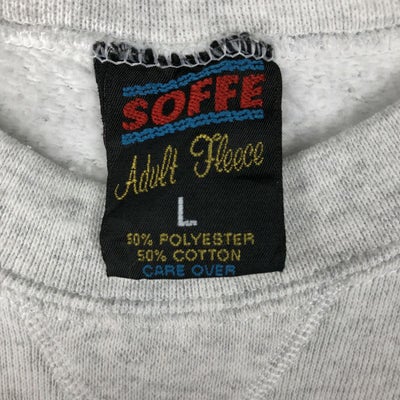 SOFFE
Adult Fleece
L
50% POLYESTER
50% COTTON
CARE OVER